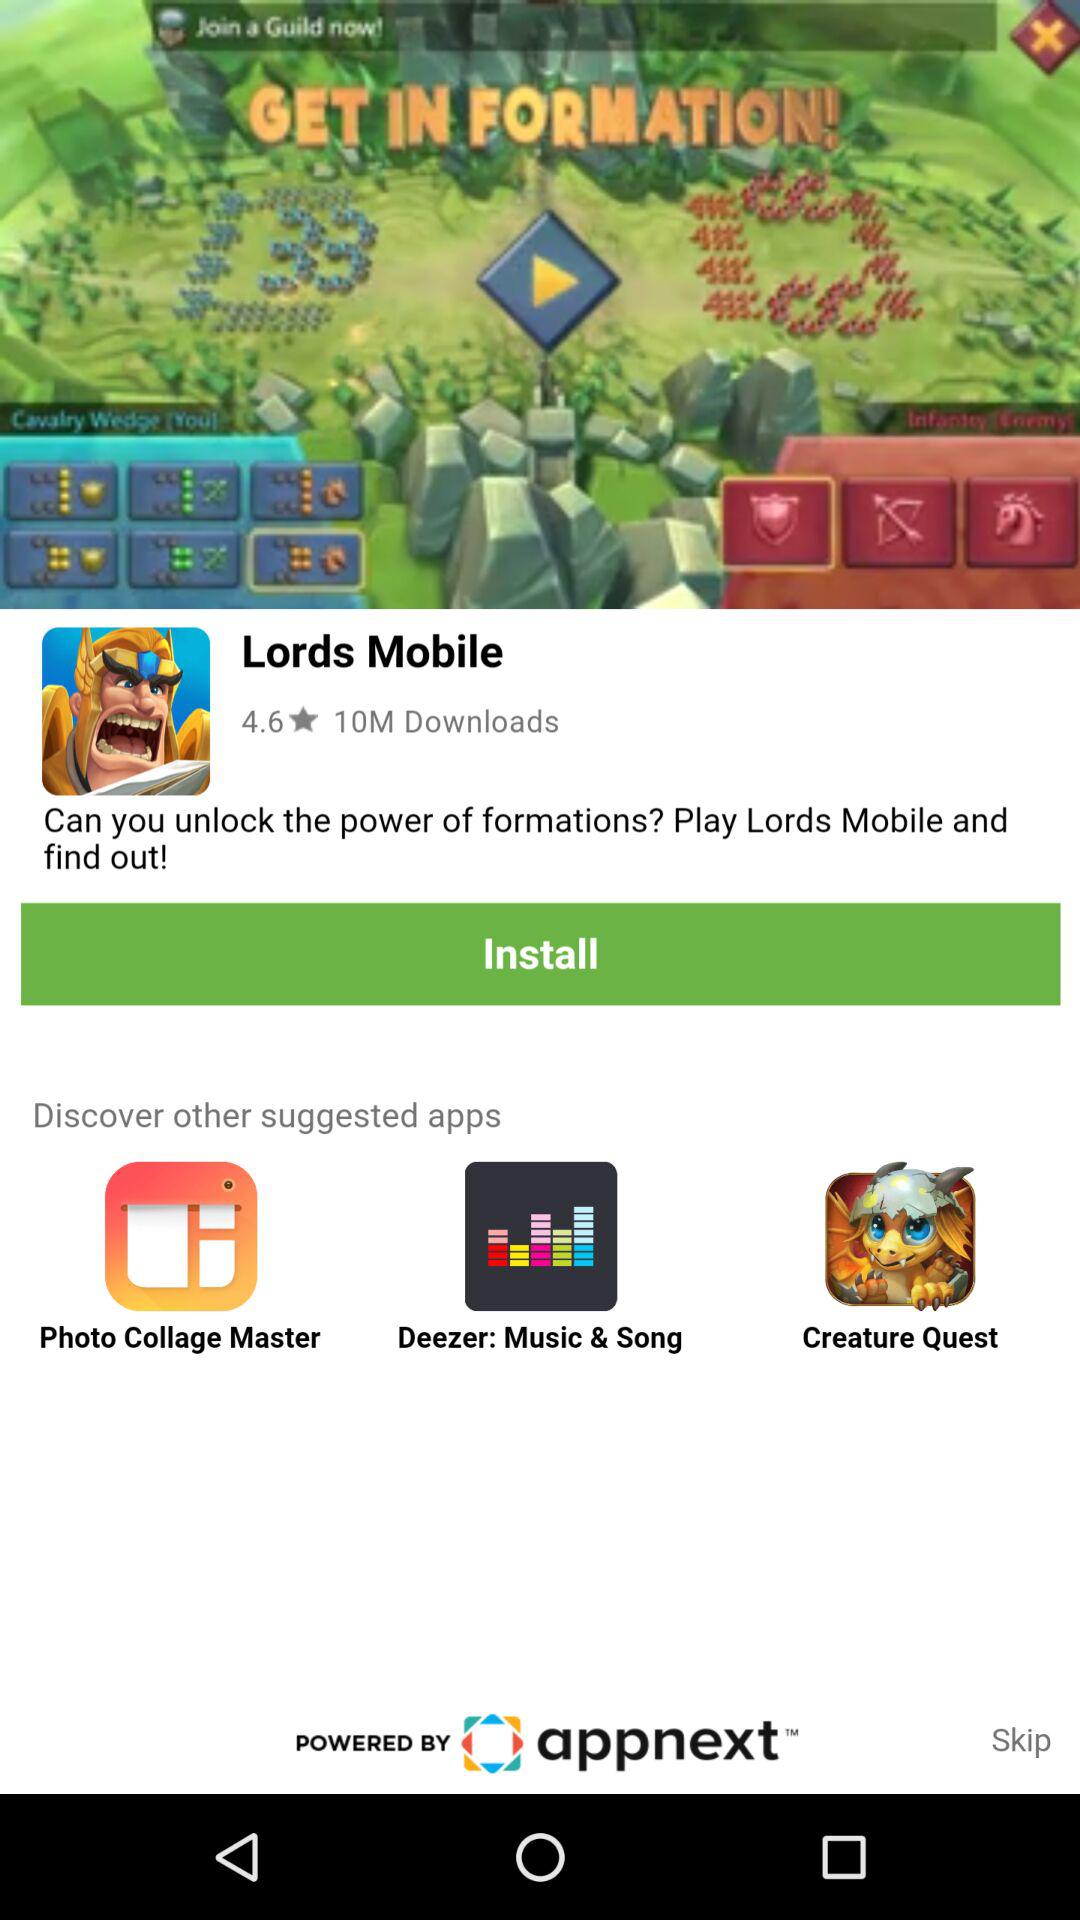 Join a Guild now!
GET IN FORMATION!
Cavalry Wedge [You]
Infantry [Enemy]
Lords Mobile
4.6★ 10M Downloads
Can you unlock the power of formations? Play Lords Mobile and
find out!
Install
Discover other suggested apps
Photo Collage Master
Deezer: Music & Song
Creature Quest
POWERED BY appnext™
Skip